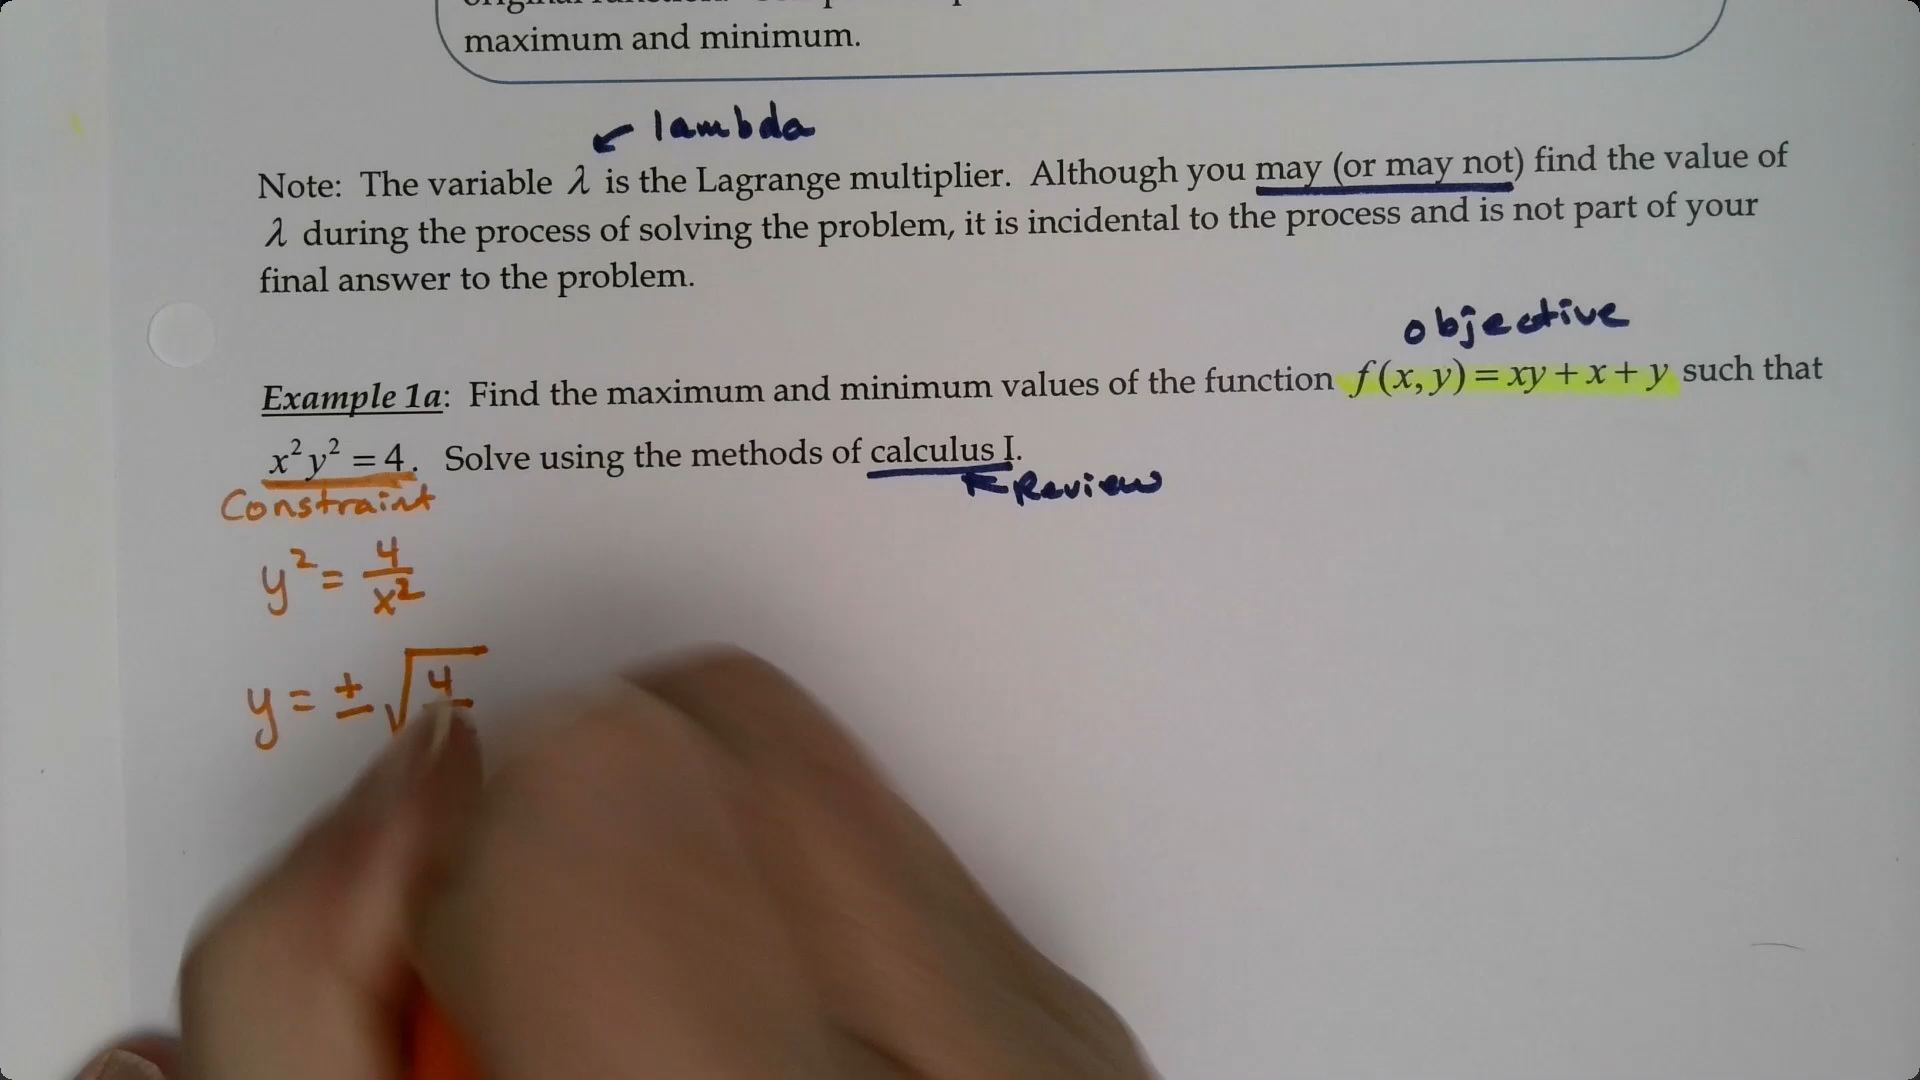 maximum and minimum.
← lambda
Note: The variable λ is the Lagrange multiplier. Although you may (or may not) find the value of
λ during the process of solving the problem, it is incidental to the process and is not part of your
final answer to the problem.
objective
Example 1a: Find the maximum and minimum values of the function f(x, y) = xy + x + y such that
x²y² = 4. Solve using the methods of calculus I.
Constraint
← Review
y² = 4/x²
y = ± √4